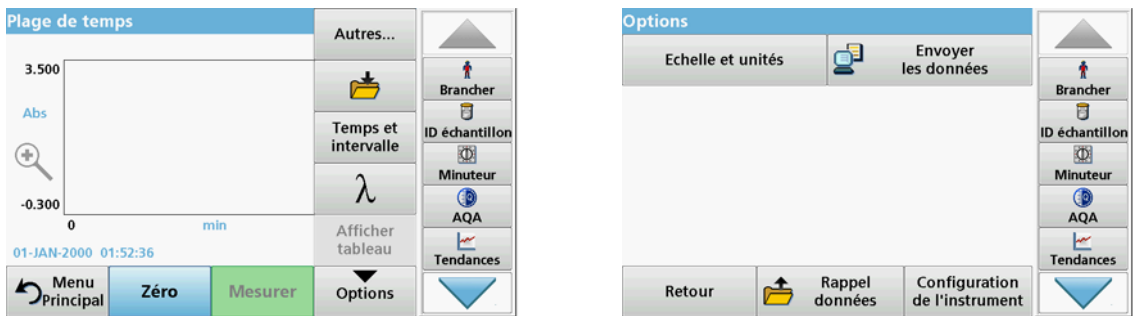 Plage de temps
Autres...
3.500
Abs
-0.300
0
min
01-JAN-2000 01:52:36
Temps et
intervalle
λ
Afficher
tableau
Menu
Principal
Zéro
Mesurer
Options
Brancher
ID échantillon
Minuteur
AQA
Tendances
Options
Echelle et unités
Envoyer
les données
Retour
Rappel
données
Configuration
de l'instrument
Brancher
ID échantillon
Minuteur
AQA
Tendances